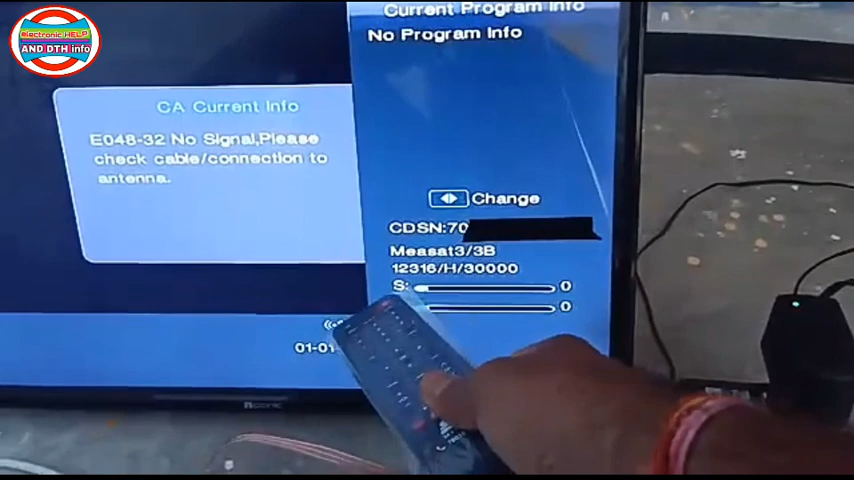 electronic HELP
AND DTH info
Current Program Info
No Program Info
CA Current Info
E048-32 No Signal,Please
check cable/connection to
antenna.
Change
CDSN:70
Measat3/3B
12316/H/30000
S: 0
0
01-01